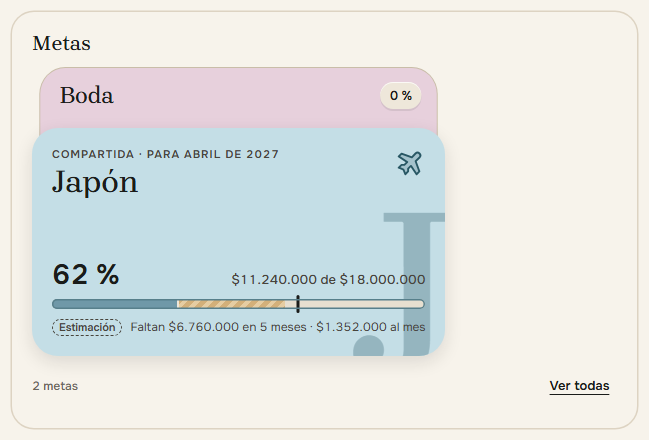 Metas
Boda
0 %
COMPARTIDA · PARA ABRIL DE 2027
Japón
J
62 %
$11.240.000 de $18.000.000
Estimación
Faltan $6.760.000 en 5 meses · $1.352.000 al mes
2 metas
Ver todas